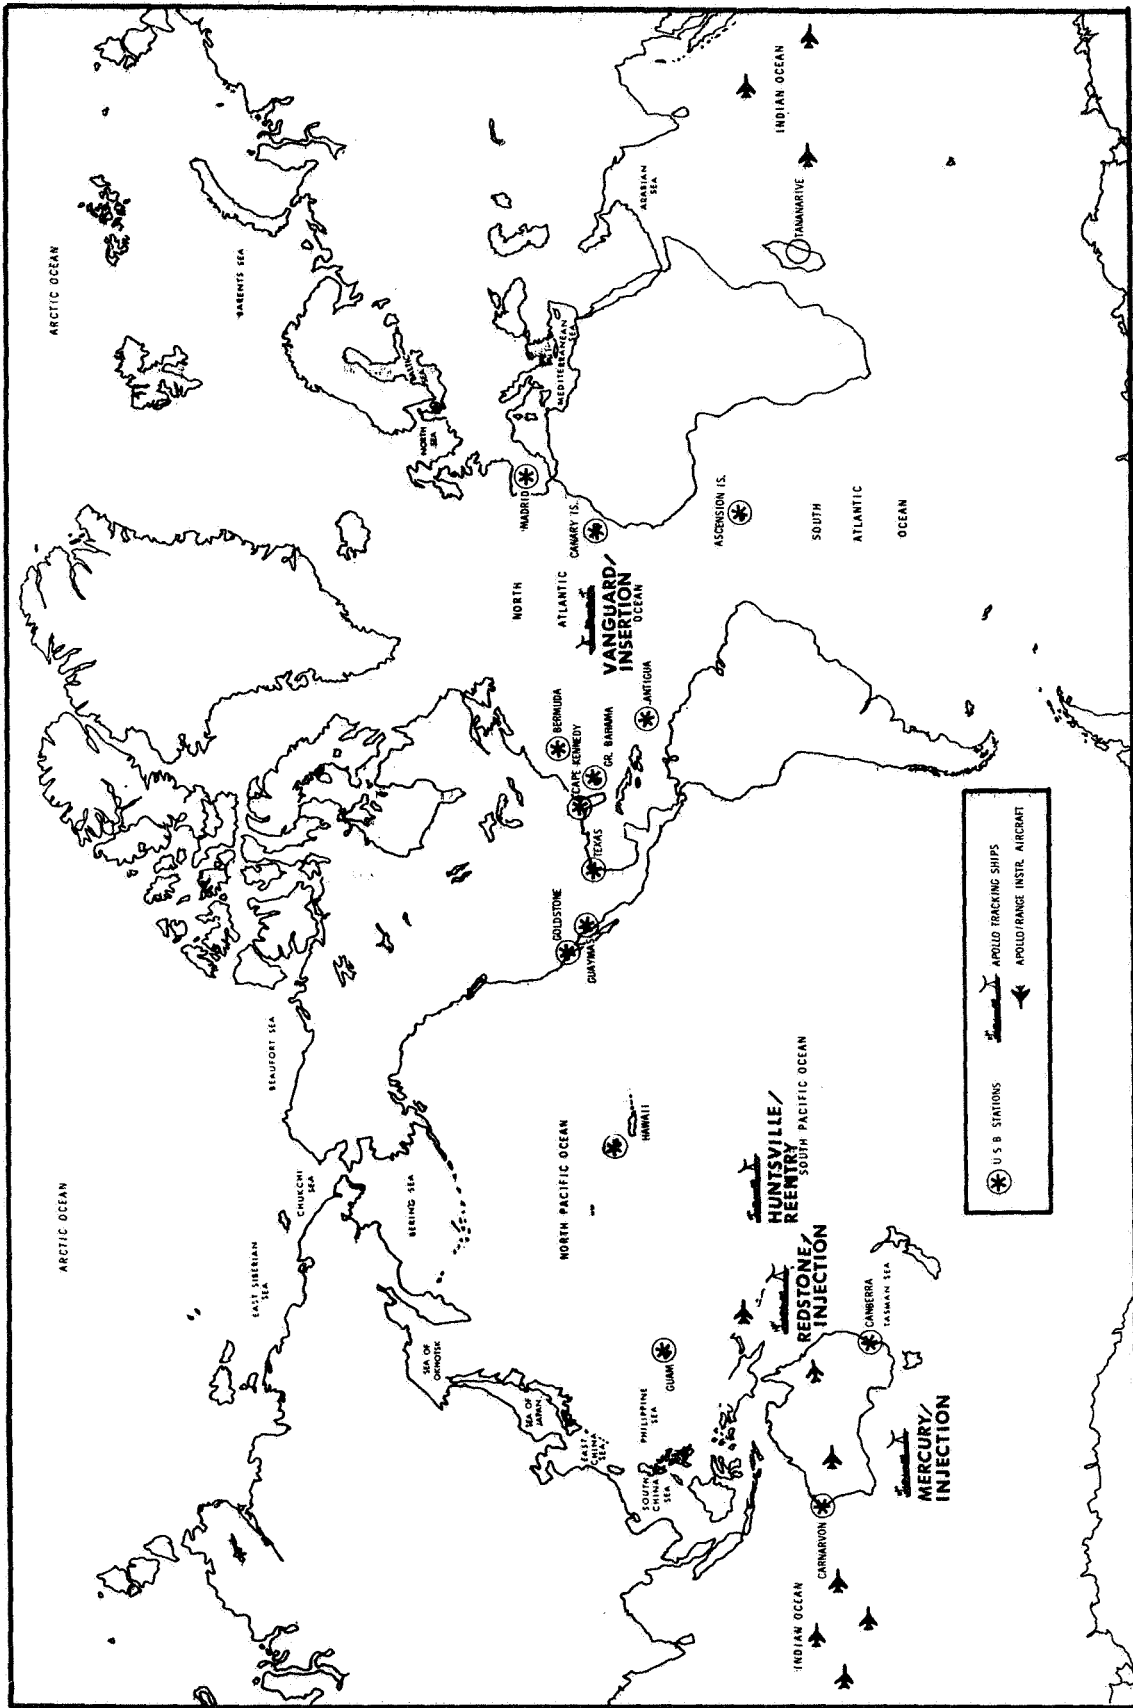 ARCTIC OCEAN
ARCTIC OCEAN
BARENTS SEA
BEAUFORT SEA
CHUKCHI
SEA
EAST SIBERIAN
SEA
BERING SEA
SEA OF
OKHOTSK
SEA OF
JAPAN
EAST
CHINA
SEA
PHILIPPINE
SEA
SOUTH
CHINA
SEA
NORTH PACIFIC OCEAN
GUAM
HAWAII
HUNTSVILLE/
REENTRY
SOUTH PACIFIC OCEAN
REDSTONE/
INJECTION
CANBERRA
TASMAN SEA
MERCURY/
INJECTION
CARNARVON
INDIAN OCEAN
GOLDSTONE
GUAYMAS
TEXAS
CAPE KENNEDY
BERMUDA
GR. BAHAMA
ANTIGUA
NORTH
ATLANTIC
OCEAN
VANGUARD/
INSERTION
MADRID
CANARY IS.
ASCENSION IS.
SOUTH
ATLANTIC
OCEAN
NORTH
SEA
BALTIC
SEA
MEDITERRANEAN
SEA
ARABIAN
SEA
TANANARIVE
INDIAN OCEAN
U S B STATIONS
APOLLO TRACKING SHIPS
APOLLO/RANGE INSTR. AIRCRAFT